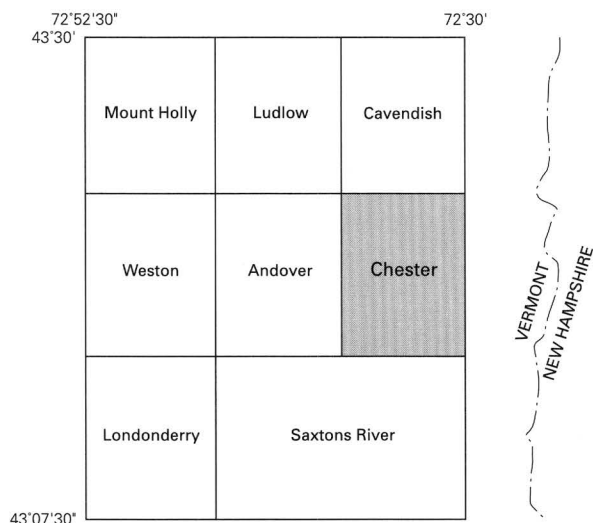 72°52'30" 72°30'
43°30'
Mount Holly Ludlow Cavendish
Weston Andover Chester
VERMONT
NEW HAMPSHIRE
Londonderry Saxtons River
43°07'30"